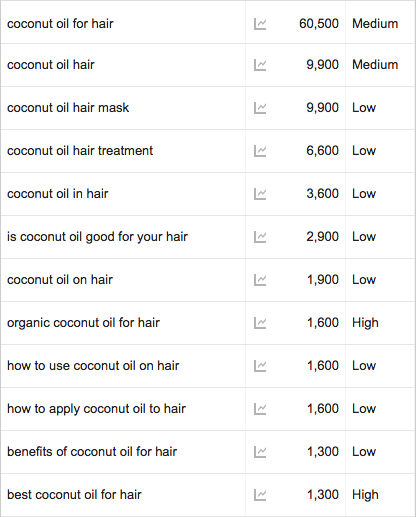 coconut oil for hair 60,500 Medium
coconut oil hair 9,900 Medium
coconut oil hair mask 9,900 Low
coconut oil hair treatment 6,600 Low
coconut oil in hair 3,600 Low
is coconut oil good for your hair 2,900 Low
coconut oil on hair 1,900 Low
organic coconut oil for hair 1,600 High
how to use coconut oil on hair 1,600 Low
how to apply coconut oil to hair 1,600 Low
benefits of coconut oil for hair 1,300 Low
best coconut oil for hair 1,300 High